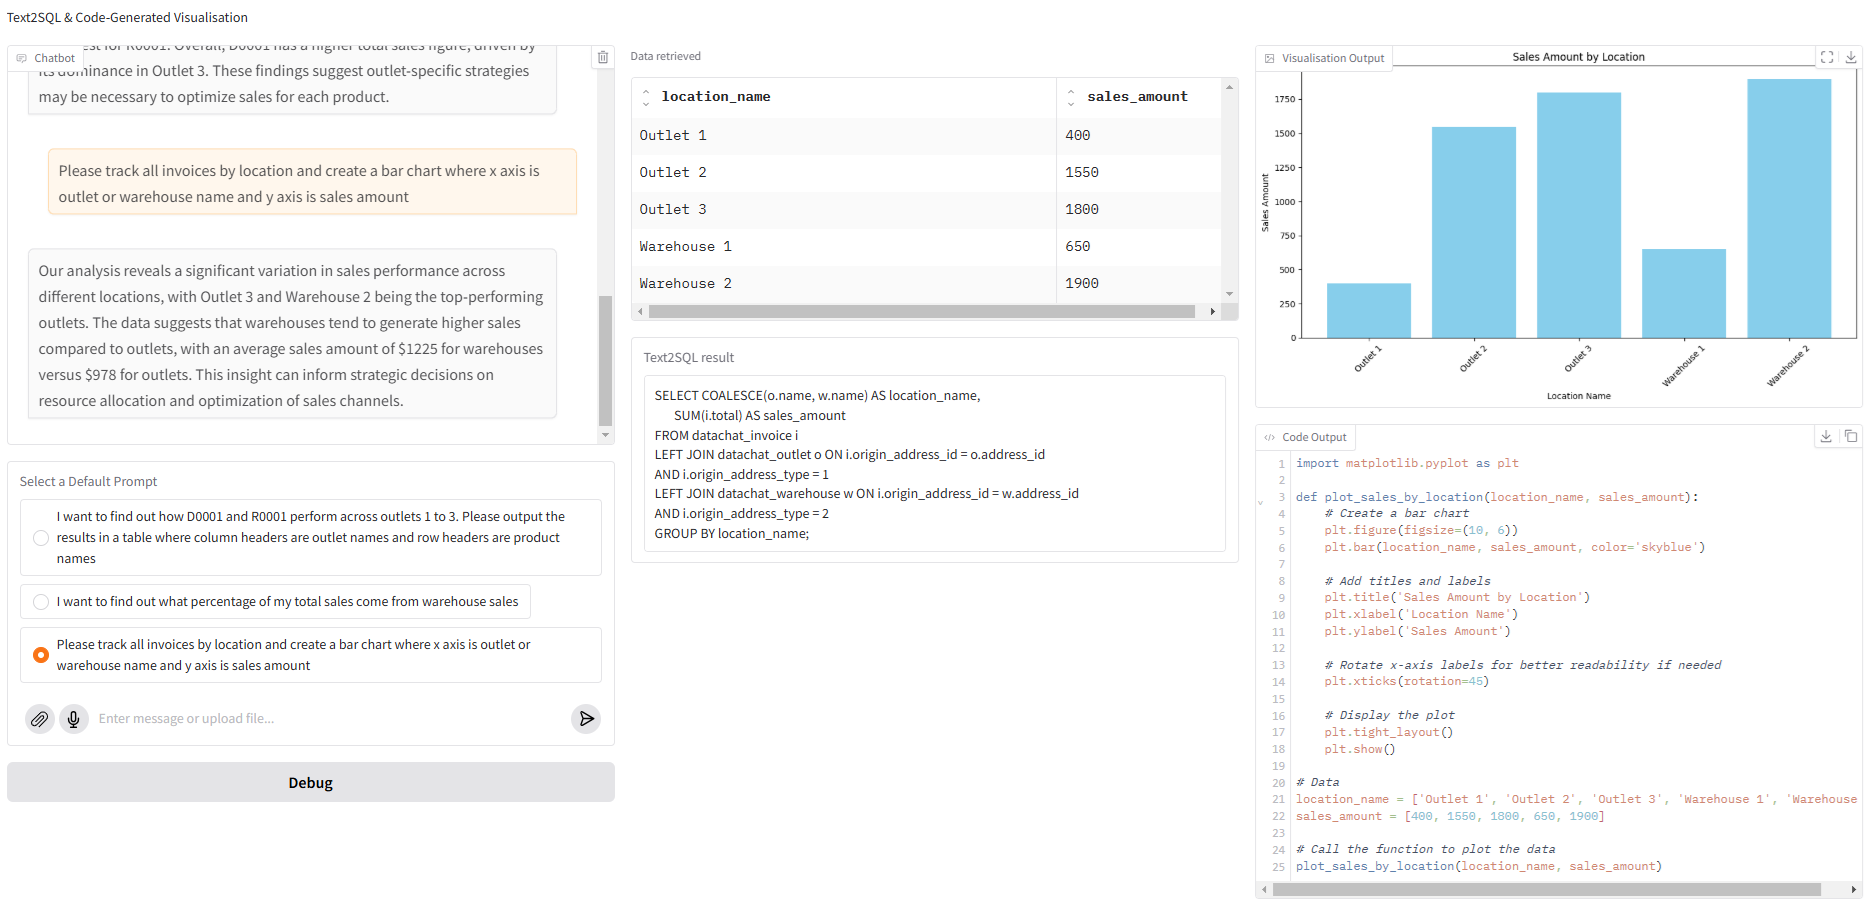 Text2SQL & Code-Generated Visualisation
Chatbot
for R0001. Overall, D0001 has a higher total sales figure, driven by
its dominance in Outlet 3. These findings suggest outlet-specific strategies
may be necessary to optimize sales for each product.
Please track all invoices by location and create a bar chart where x axis is
outlet or warehouse name and y axis is sales amount
Our analysis reveals a significant variation in sales performance across
different locations, with Outlet 3 and Warehouse 2 being the top-performing
outlets. The data suggests that warehouses tend to generate higher sales
compared to outlets, with an average sales amount of $1225 for warehouses
versus $978 for outlets. This insight can inform strategic decisions on
resource allocation and optimization of sales channels.
Select a Default Prompt
I want to find out how D0001 and R0001 perform across outlets 1 to 3. Please output the
results in a table where column headers are outlet names and row headers are product
names
I want to find out what percentage of my total sales come from warehouse sales
Please track all invoices by location and create a bar chart where x axis is outlet or
warehouse name and y axis is sales amount
Enter message or upload file...
Debug
Data retrieved
location_name sales_amount
Outlet 1 400
Outlet 2 1550
Outlet 3 1800
Warehouse 1 650
Warehouse 2 1900
Text2SQL result
SELECT COALESCE(o.name, w.name) AS location_name,
SUM(i.total) AS sales_amount
FROM datachat_invoice i
LEFT JOIN datachat_outlet o ON i.origin_address_id = o.address_id
AND i.origin_address_type = 1
LEFT JOIN datachat_warehouse w ON i.origin_address_id = w.address_id
AND i.origin_address_type = 2
GROUP BY location_name;
Visualisation Output
Sales Amount by Location
1750
1500
1250
1000
750
500
250
0
Sales Amount
Outlet 1
Outlet 2
Outlet 3
Warehouse 1
Warehouse 2
Location Name
Code Output
1 import matplotlib.pyplot as plt
2
3 def plot_sales_by_location(location_name, sales_amount):
4 # Create a bar chart
5 plt.figure(figsize=(10, 6))
6 plt.bar(location_name, sales_amount, color='skyblue')
7
8 # Add titles and labels
9 plt.title('Sales Amount by Location')
10 plt.xlabel('Location Name')
11 plt.ylabel('Sales Amount')
12
13 # Rotate x-axis labels for better readability if needed
14 plt.xticks(rotation=45)
15
16 # Display the plot
17 plt.tight_layout()
18 plt.show()
19
20 # Data
21 location_name = ['Outlet 1', 'Outlet 2', 'Outlet 3', 'Warehouse 1', 'Warehouse
22 sales_amount = [400, 1550, 1800, 650, 1900]
23
24 # Call the function to plot the data
25 plot_sales_by_location(location_name, sales_amount)